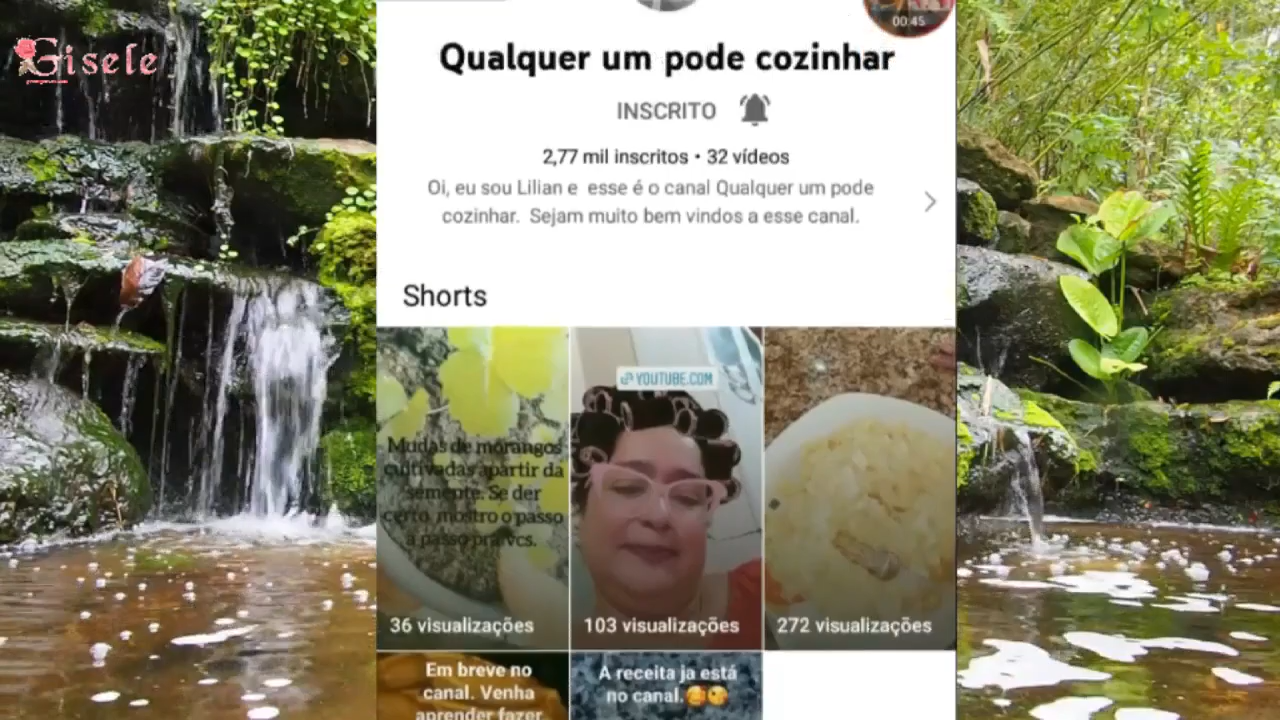 Gisele
00:45
Qualquer um pode cozinhar
INSCRITO
2,77 mil inscritos • 32 vídeos
Oi, eu sou Lilian e esse é o canal Qualquer um pode
cozinhar. Sejam muito bem vindos a esse canal.
Shorts
Mudas de morangos
cultivadas apartir da
semente. Se der
certo mostro o passo
a passo pra vcs.
36 visualizações
YOUTUBE.COM
103 visualizações
272 visualizações
Em breve no
canal. Venha
aprender fazer
A receita ja está
no canal.🥰🧐